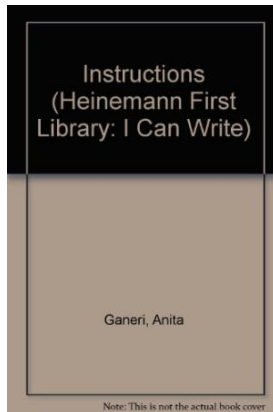 Instructions
(Heinemann First
Library: I Can Write)
Ganeri, Anita
Note: This is not the actual book cover